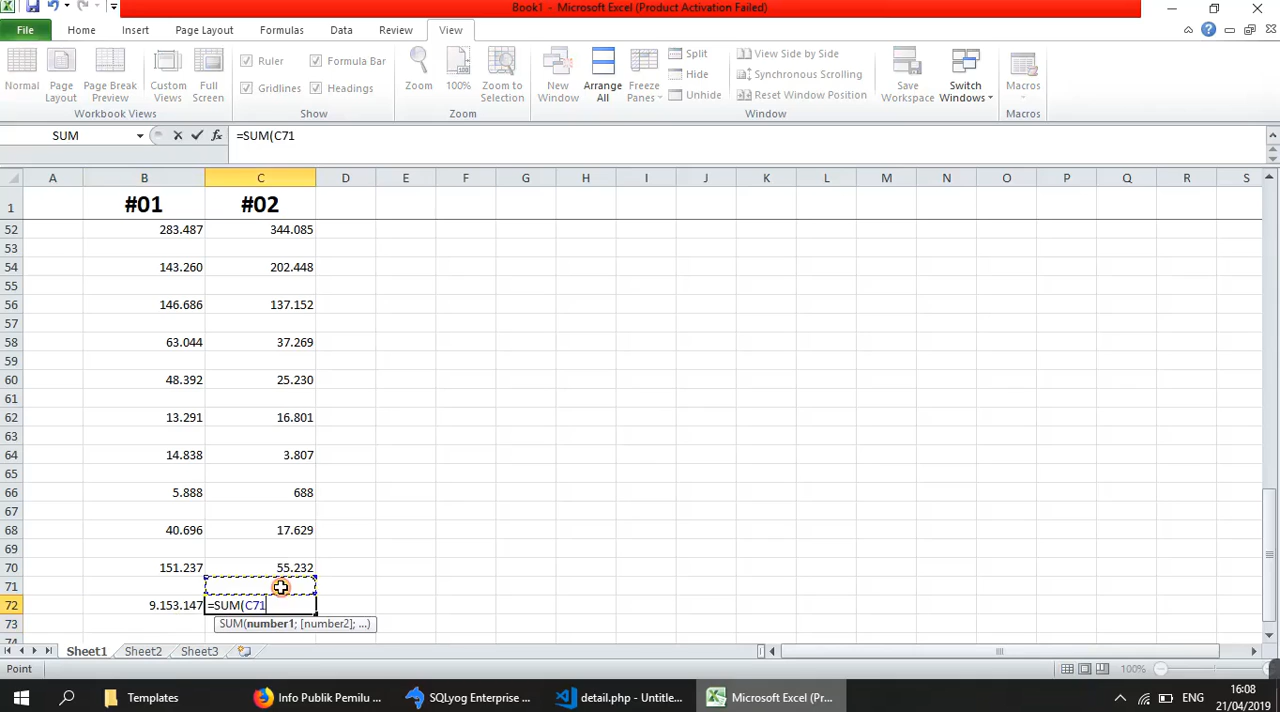 Book1 - Microsoft Excel (Product Activation Failed)
File Home Insert Page Layout Formulas Data Review View
Normal
Page Layout
Page Break Preview
Custom Views
Full Screen
Workbook Views
Ruler
Formula Bar
Gridlines
Headings
Show
Zoom
100%
Zoom to Selection
Zoom
New Window
Arrange All
Freeze Panes
Split
Hide
Unhide
View Side by Side
Synchronous Scrolling
Reset Window Position
Save Workspace
Switch Windows
Window
Macros
Macros
SUM fx =SUM(C71
A B C D E F G H I J K L M N O P Q R S
1 #01 #02
52 283.487 344.085
53
54 143.260 202.448
55
56 146.686 137.152
57
58 63.044 37.269
59
60 48.392 25.230
61
62 13.291 16.801
63
64 14.838 3.807
65
66 5.888 688
67
68 40.696 17.629
69
70 151.237 55.232
71
72 9.153.147 =SUM(C71
73 SUM(number1; [number2]; ...)
74
Sheet1 Sheet2 Sheet3
Point 100%
Templates Info Publik Pemilu ... SQLyog Enterprise ... detail.php - Untitle... Microsoft Excel (Pr... ENG 16:08
21/04/2019